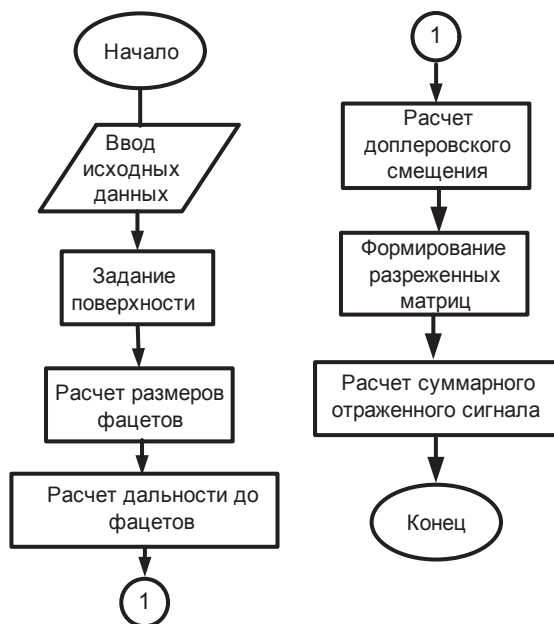 Начало
Ввод
исходных
данных
Задание
поверхности
Расчет размеров
фацетов
Расчет дальности до
фацетов
1
1
Расчет
доплеровского
смещения
Формирование
разреженных
матриц
Расчет суммарного
отраженного сигнала
Конец